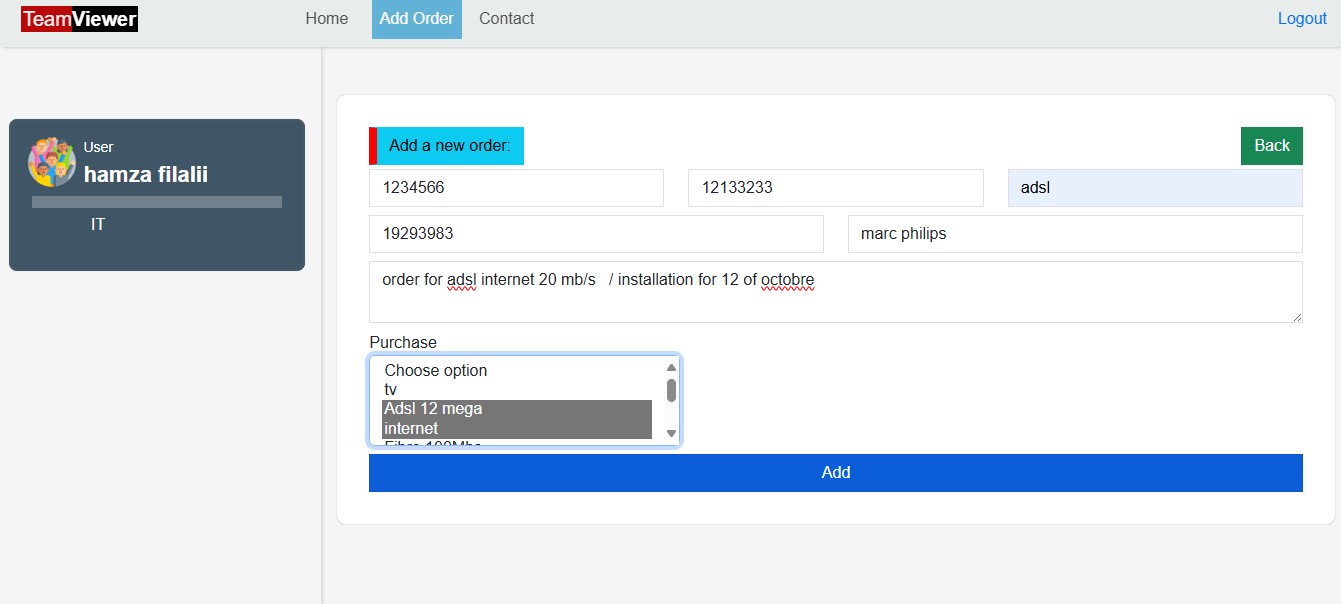 TeamViewer Home Add Order Contact Logout
User
hamza filalii
IT
Add a new order: Back
1234566 12133233 adsl
19293983 marc philips
order for adsl internet 20 mb/s / installation for 12 of octobre
Purchase
Choose option
tv
Adsl 12 mega
internet
Fibre 100Mbs
Add